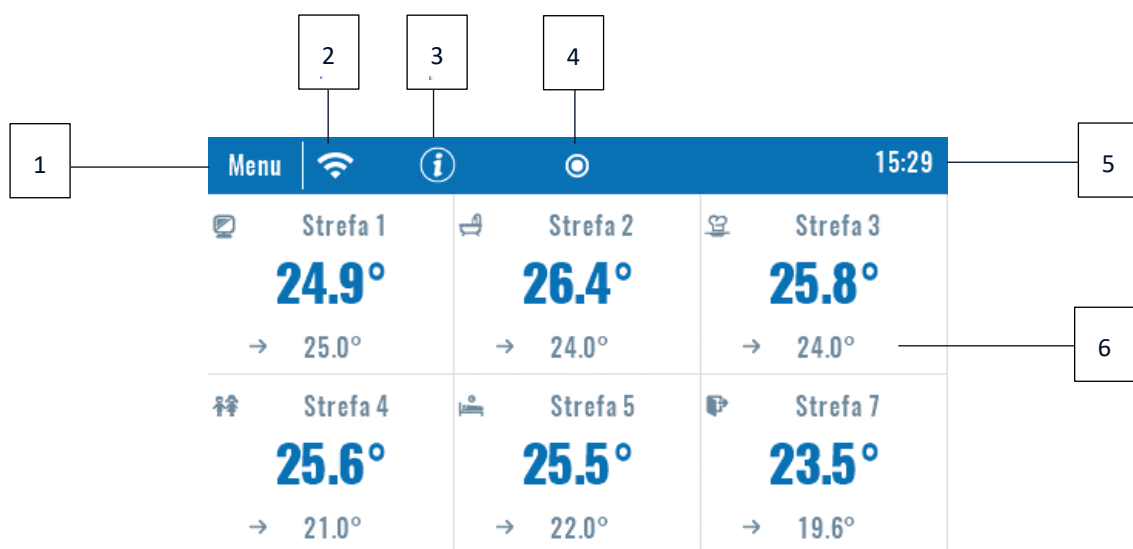 2 3 4
1 Menu 15:29 5
Strefa 1 Strefa 2 Strefa 3
24.9° 26.4° 25.8°
→ 25.0° → 24.0° → 24.0° 6
Strefa 4 Strefa 5 Strefa 7
25.6° 25.5° 23.5°
→ 21.0° → 22.0° → 19.6°